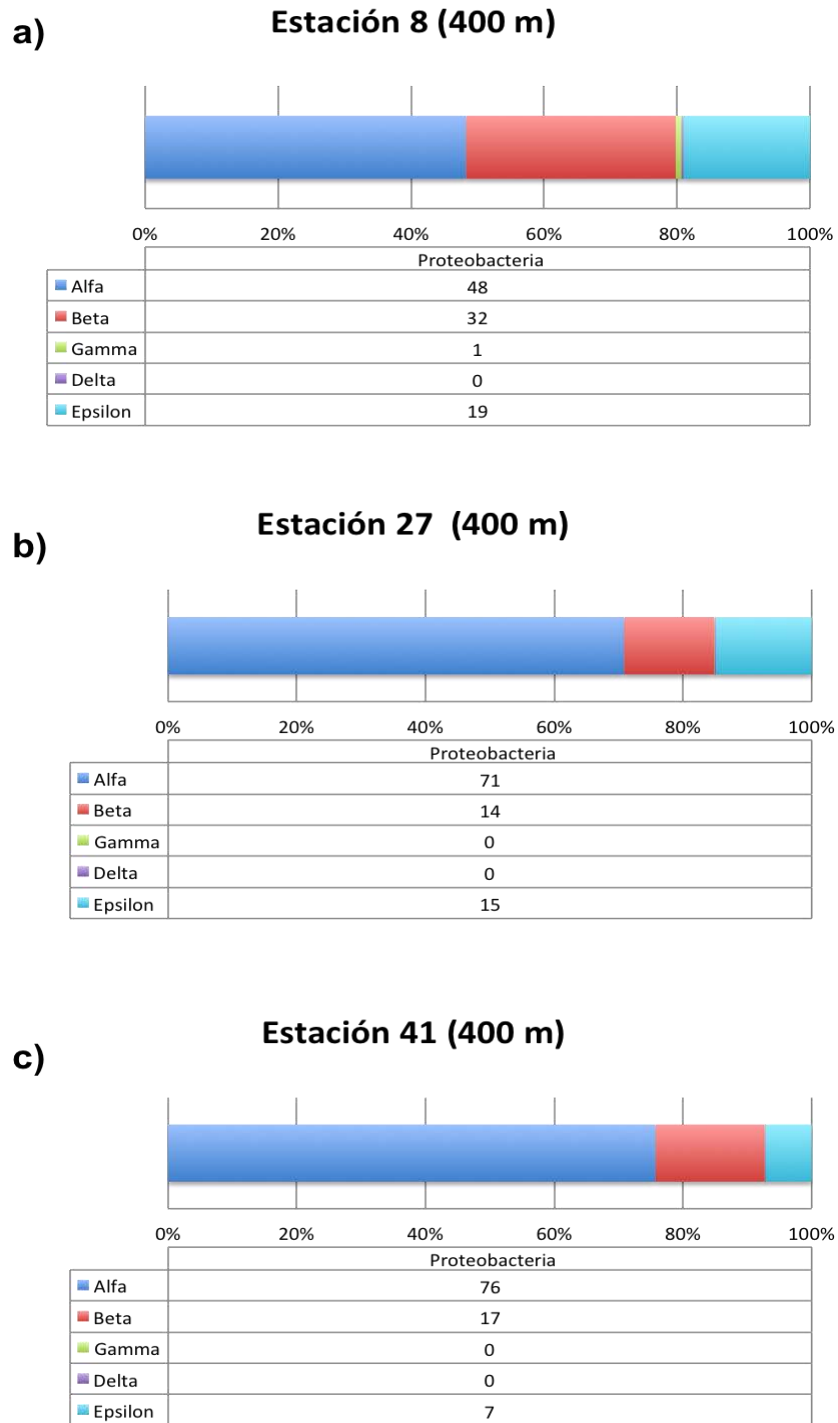 a)
Estación 8 (400 m)
0% 20% 40% 60% 80% 100%
Proteobacteria
Alfa 48
Beta 32
Gamma 1
Delta 0
Epsilon 19
b)
Estación 27 (400 m)
0% 20% 40% 60% 80% 100%
Proteobacteria
Alfa 71
Beta 14
Gamma 0
Delta 0
Epsilon 15
c)
Estación 41 (400 m)
0% 20% 40% 60% 80% 100%
Proteobacteria
Alfa 76
Beta 17
Gamma 0
Delta 0
Epsilon 7